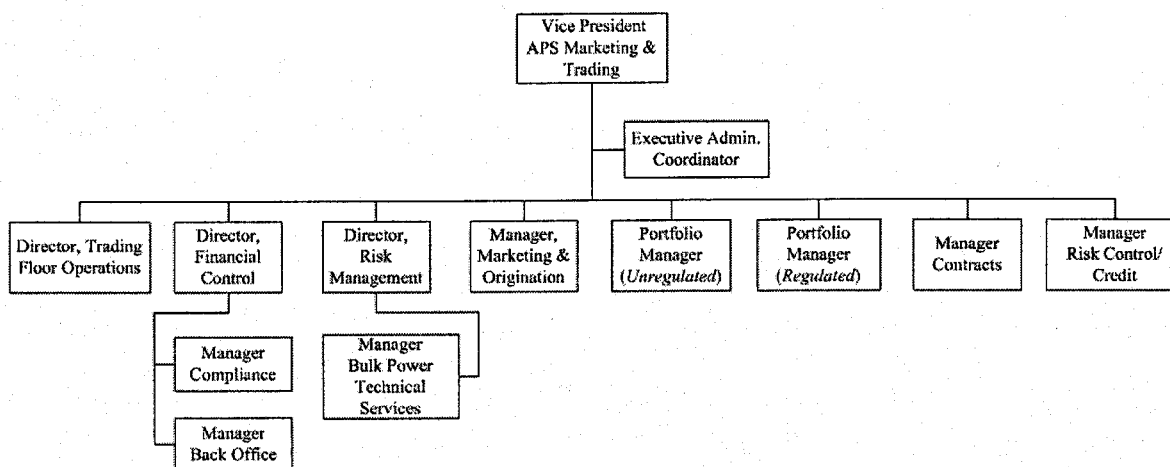 Vice President
APS Marketing &
Trading
Executive Admin.
Coordinator
Director, Trading
Floor Operations
Director,
Financial
Control
Director,
Risk
Management
Manager,
Marketing &
Origination
Portfolio
Manager
(Unregulated)
Portfolio
Manager
(Regulated)
Manager
Contracts
Manager
Risk Control/
Credit
Manager
Compliance
Manager
Bulk Power
Technical
Services
Manager
Back Office